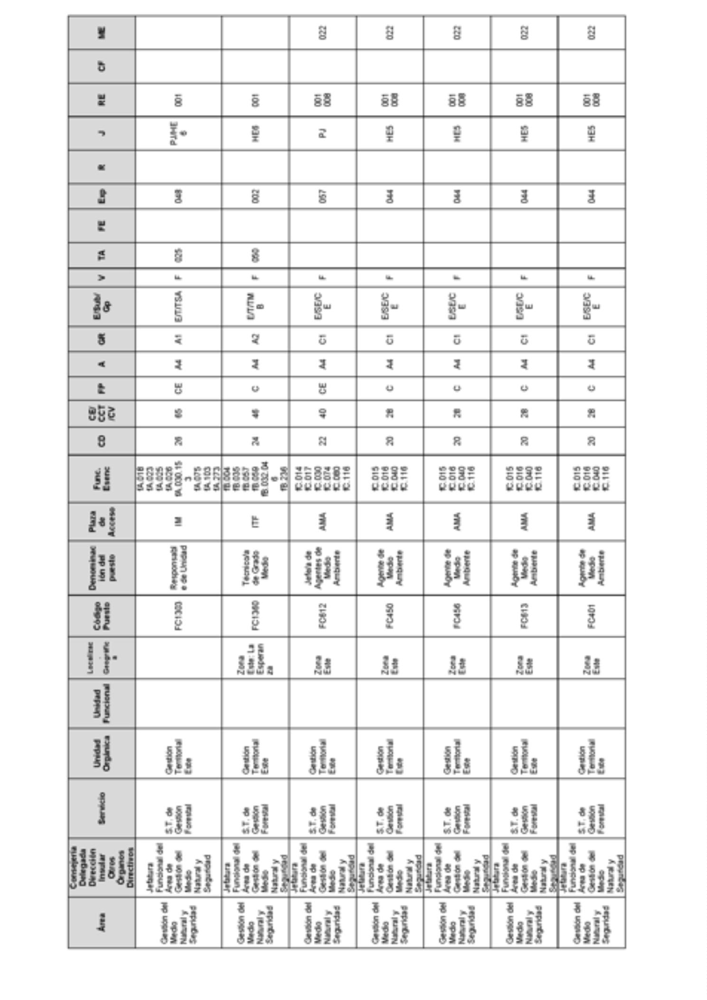 Área
Consejería
Delegada
Dirección
Insular
Otros
Órganos
Directivos
Servicio
Unidad
Orgánica
Unidad
Funcional
Localizac
.
Geográfic
a
Código
Puesto
Denominac
ión del
puesto
Plaza
de
Acceso
Func.
Esenc
CD
CE/
CCT
/CV
FP
A
GR
E/Sub/
Gp
V
TA
FE
Exp
R
J
RE
CF
ME
Gestión del
Medio
Natural y
Seguridad
Jefatura
Funcional del
Área de
Gestión del
Medio
Natural y
Seguridad
S.T. de
Gestión
Forestal
Gestión
Territorial
Este
FC1303
Responsabl
e de Unidad
IM
fA.018
fA.023
fA.025
fA.026
fA.030.15
3
fA.075
fA.103
fA.273
26
65
CE
A4
A1
E/T/TSA
F
025
048
PJ/HE
6
001
Gestión del
Medio
Natural y
Seguridad
Jefatura
Funcional del
Área de
Gestión del
Medio
Natural y
Seguridad
S.T. de
Gestión
Forestal
Gestión
Territorial
Este
Zona
Este: La
Esperan
za
FC1360
Técnico/a
de Grado
Medio
ITF
fB.004
fB.035
fB.057
fB.059
fB.032.04
6
fB.236
24
46
C
A4
A2
E/T/TM
B
F
050
002
HE6
001
Gestión del
Medio
Natural y
Seguridad
Jefatura
Funcional del
Área de
Gestión del
Medio
Natural y
Seguridad
S.T. de
Gestión
Forestal
Gestión
Territorial
Este
Zona
Este
FC612
Jefe/a de
Agentes de
Medio
Ambiente
AMA
fC.014
fC.017
fC.030
fC.074
fC.080
fC.116
22
40
CE
A4
C1
E/SE/C
E
F
057
PJ
001
008
022
Gestión del
Medio
Natural y
Seguridad
Jefatura
Funcional del
Área de
Gestión del
Medio
Natural y
Seguridad
S.T. de
Gestión
Forestal
Gestión
Territorial
Este
Zona
Este
FC450
Agente de
Medio
Ambiente
AMA
fC.015
fC.016
fC.040
fC.116
20
28
C
A4
C1
E/SE/C
E
F
044
HE5
001
008
022
Gestión del
Medio
Natural y
Seguridad
Jefatura
Funcional del
Área de
Gestión del
Medio
Natural y
Seguridad
S.T. de
Gestión
Forestal
Gestión
Territorial
Este
Zona
Este
FC456
Agente de
Medio
Ambiente
AMA
fC.015
fC.016
fC.040
fC.116
20
28
C
A4
C1
E/SE/C
E
F
044
HE5
001
008
022
Gestión del
Medio
Natural y
Seguridad
Jefatura
Funcional del
Área de
Gestión del
Medio
Natural y
Seguridad
S.T. de
Gestión
Forestal
Gestión
Territorial
Este
Zona
Este
FC613
Agente de
Medio
Ambiente
AMA
fC.015
fC.016
fC.040
fC.116
20
28
C
A4
C1
E/SE/C
E
F
044
HE5
001
008
022
Gestión del
Medio
Natural y
Seguridad
Jefatura
Funcional del
Área de
Gestión del
Medio
Natural y
Seguridad
S.T. de
Gestión
Forestal
Gestión
Territorial
Este
Zona
Este
FC401
Agente de
Medio
Ambiente
AMA
fC.015
fC.016
fC.040
fC.116
20
28
C
A4
C1
E/SE/C
E
F
044
HE5
001
008
022